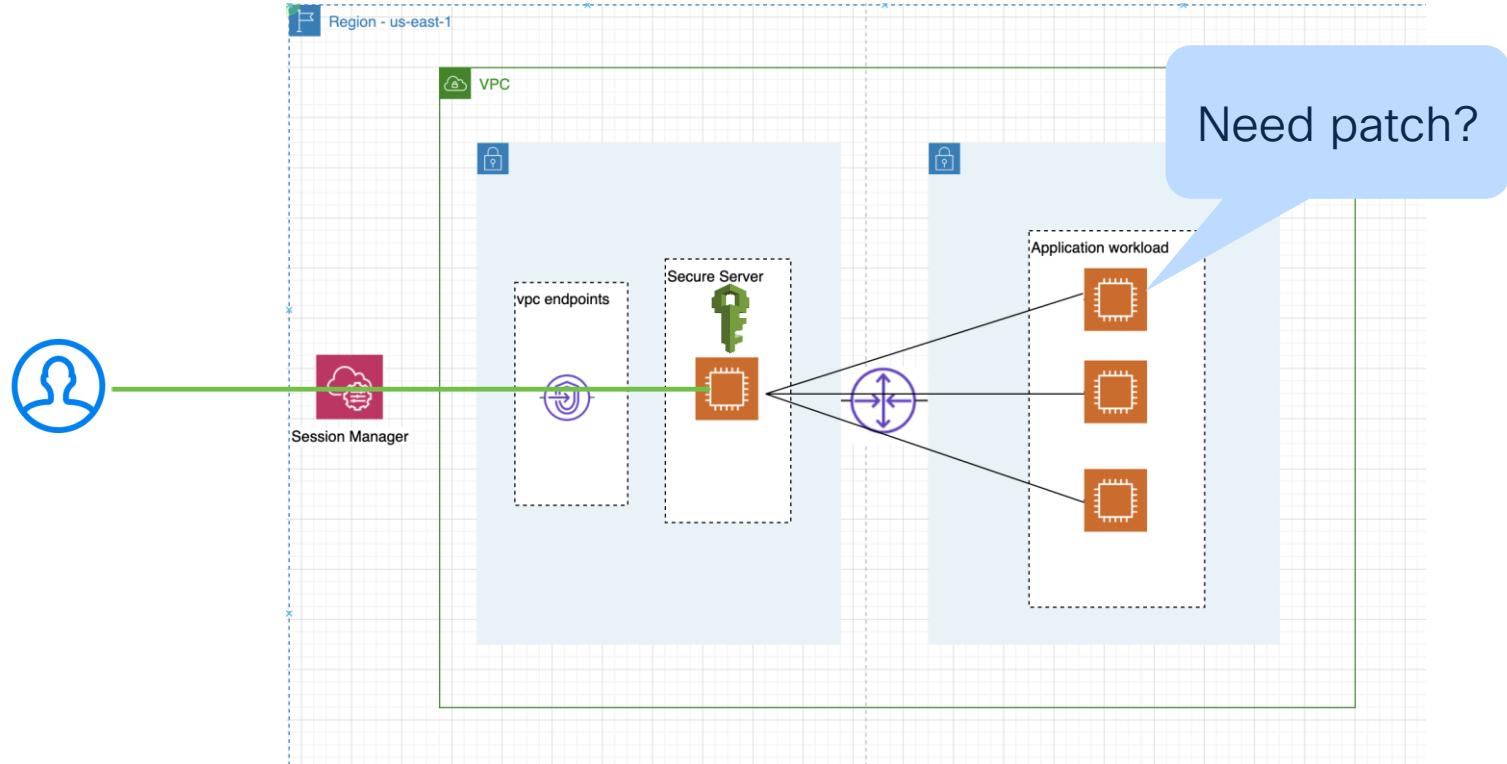 Region - us-east-1
VPC
Need patch?
Application workload
Secure Server
vpc endpoints
Session Manager